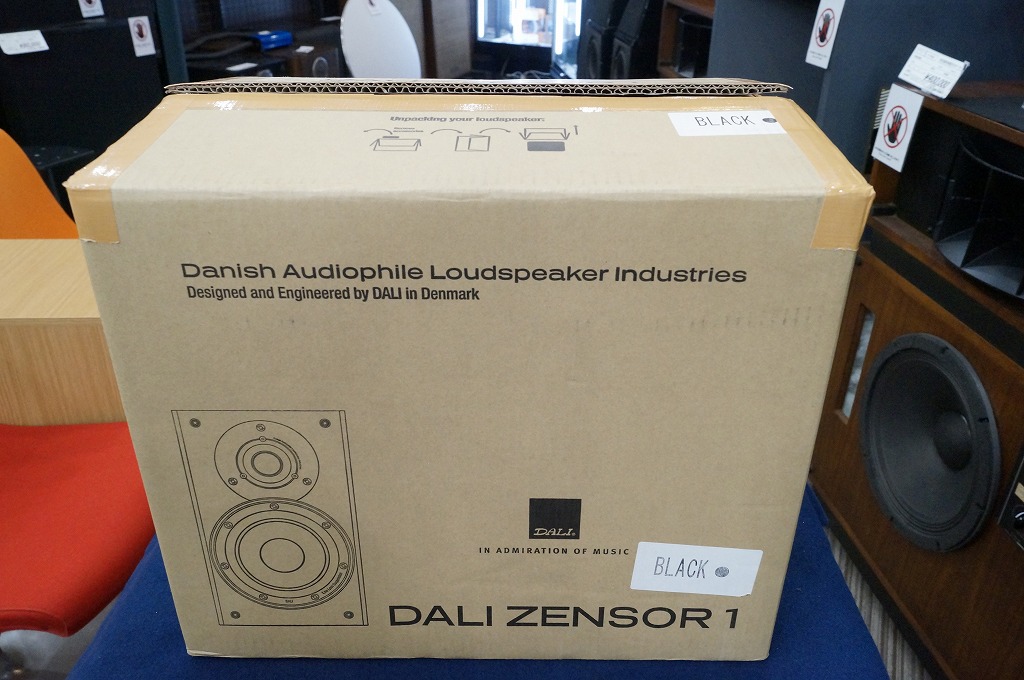 Unpacking your loudspeaker:
BLACK
Danish Audiophile Loudspeaker Industries
Designed and Engineered by DALI in Denmark
DALI
IN ADMIRATION OF MUSIC
BLACK
DALI ZENSOR 1